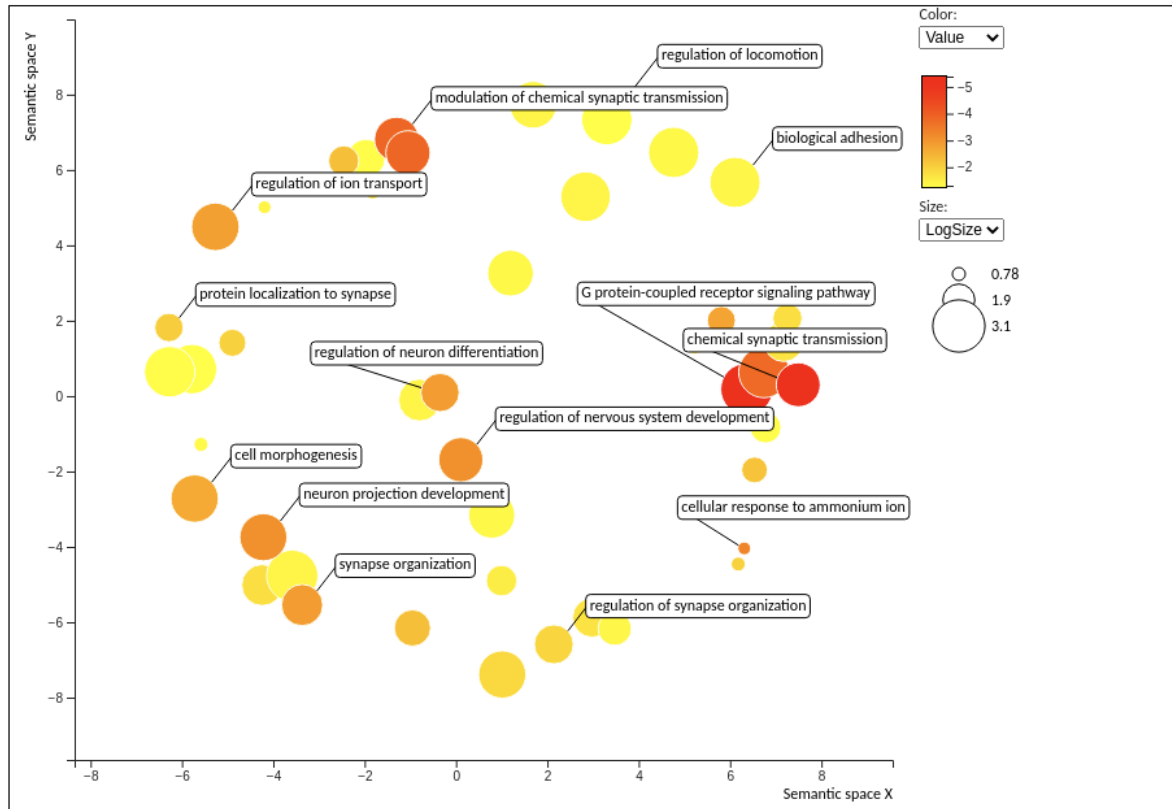 Color:
Value
−5
−4
−3
−2
Size:
LogSize
0.78
1.9
3.1
Semantic space Y
8
6
4
2
0
−2
−4
−6
−8
regulation of locomotion
modulation of chemical synaptic transmission
biological adhesion
regulation of ion transport
protein localization to synapse
G protein-coupled receptor signaling pathway
chemical synaptic transmission
regulation of neuron differentiation
regulation of nervous system development
cell morphogenesis
neuron projection development
cellular response to ammonium ion
synapse organization
regulation of synapse organization
−8
−6
−4
−2
0
2
4
6
8
Semantic space X